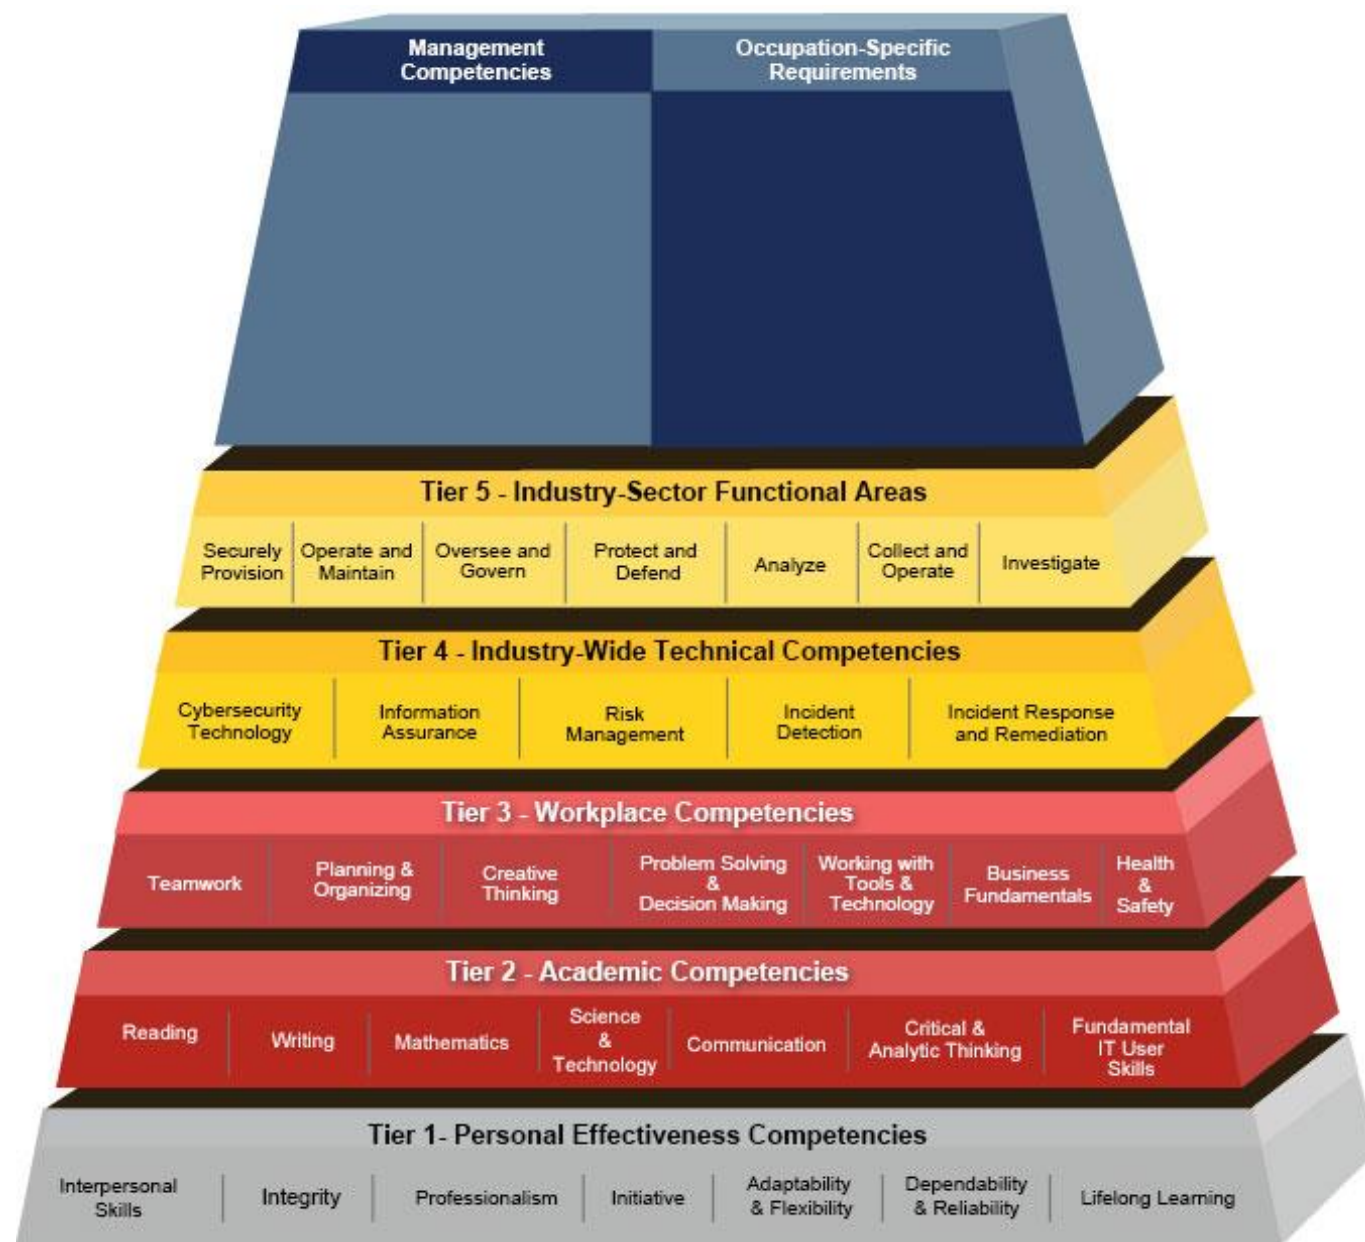 Management
Competencies
Occupation-Specific
Requirements
Tier 5 - Industry-Sector Functional Areas
Securely
Provision
Operate and
Maintain
Oversee and
Govern
Protect and
Defend
Analyze
Collect and
Operate
Investigate
Tier 4 - Industry-Wide Technical Competencies
Cybersecurity
Technology
Information
Assurance
Risk
Management
Incident
Detection
Incident Response
and Remediation
Tier 3 - Workplace Competencies
Teamwork
Planning &
Organizing
Creative
Thinking
Problem Solving
&
Decision Making
Working with
Tools &
Technology
Business
Fundamentals
Health
&
Safety
Tier 2 - Academic Competencies
Reading
Writing
Mathematics
Science
&
Technology
Communication
Critical &
Analytic Thinking
Fundamental
IT User
Skills
Tier 1- Personal Effectiveness Competencies
Interpersonal
Skills
Integrity
Professionalism
Initiative
Adaptability
& Flexibility
Dependability
& Reliability
Lifelong Learning